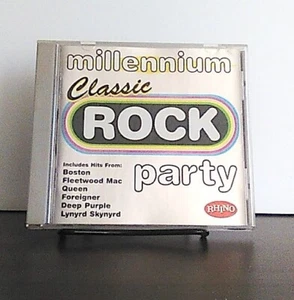 millennium
Classic
ROCK
party
Includes Hits From:
Boston
Fleetwood Mac
Queen
Foreigner
Deep Purple
Lynyrd Skynyrd
RHINO